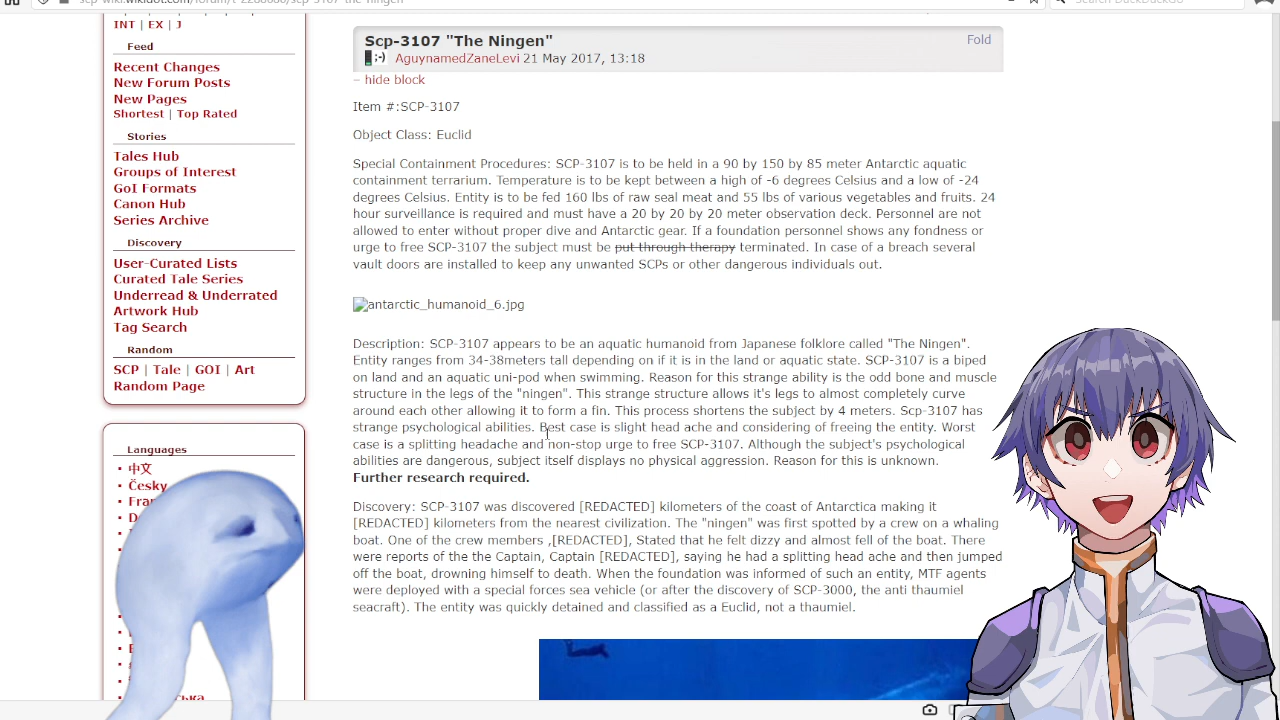 scp-wiki.wikidot.com/forum/t-2268686/scp-3107-the-ningen
Search DuckDuckGo
INT | EX | J
Feed
Recent Changes
New Forum Posts
New Pages
Shortest | Top Rated
Stories
Tales Hub
Groups of Interest
GoI Formats
Canon Hub
Series Archive
Discovery
User-Curated Lists
Curated Tale Series
Underread & Underrated
Artwork Hub
Tag Search
Random
SCP | Tale | GOI | Art
Random Page
Languages
中文
Česky
Fran
Scp-3107 "The Ningen"
Fold
AguynamedZaneLevi 21 May 2017, 13:18
– hide block
Item #:SCP-3107
Object Class: Euclid
Special Containment Procedures: SCP-3107 is to be held in a 90 by 150 by 85 meter Antarctic aquatic
containment terrarium. Temperature is to be kept between a high of -6 degrees Celsius and a low of -24
degrees Celsius. Entity is to be fed 160 lbs of raw seal meat and 55 lbs of various vegetables and fruits. 24
hour surveillance is required and must have a 20 by 20 by 20 meter observation deck. Personnel are not
allowed to enter without proper dive and Antarctic gear. If a foundation personnel shows any fondness or
urge to free SCP-3107 the subject must be put through therapy terminated. In case of a breach several
vault doors are installed to keep any unwanted SCPs or other dangerous individuals out.
antarctic_humanoid_6.jpg
Description: SCP-3107 appears to be an aquatic humanoid from Japanese folklore called "The Ningen".
Entity ranges from 34-38meters tall depending on if it is in the land or aquatic state. SCP-3107 is a biped
on land and an aquatic uni-pod when swimming. Reason for this strange ability is the odd bone and muscle
structure in the legs of the "ningen". This strange structure allows it's legs to almost completely curve
around each other allowing it to form a fin. This process shortens the subject by 4 meters. Scp-3107 has
strange psychological abilities. Best case is slight head ache and considering of freeing the entity. Worst
case is a splitting headache and non-stop urge to free SCP-3107. Although the subject's psychological
abilities are dangerous, subject itself displays no physical aggression. Reason for this is unknown.
Further research required.
Discovery: SCP-3107 was discovered [REDACTED] kilometers of the coast of Antarctica making it
[REDACTED] kilometers from the nearest civilization. The "ningen" was first spotted by a crew on a whaling
boat. One of the crew members ,[REDACTED], Stated that he felt dizzy and almost fell of the boat. There
were reports of the the Captain, Captain [REDACTED], saying he had a splitting head ache and then jumped
off the boat, drowning himself to death. When the foundation was informed of such an entity, MTF agents
were deployed with a special forces sea vehicle (or after the discovery of SCP-3000, the anti thaumiel
seacraft). The entity was quickly detained and classified as a Euclid, not a thaumiel.